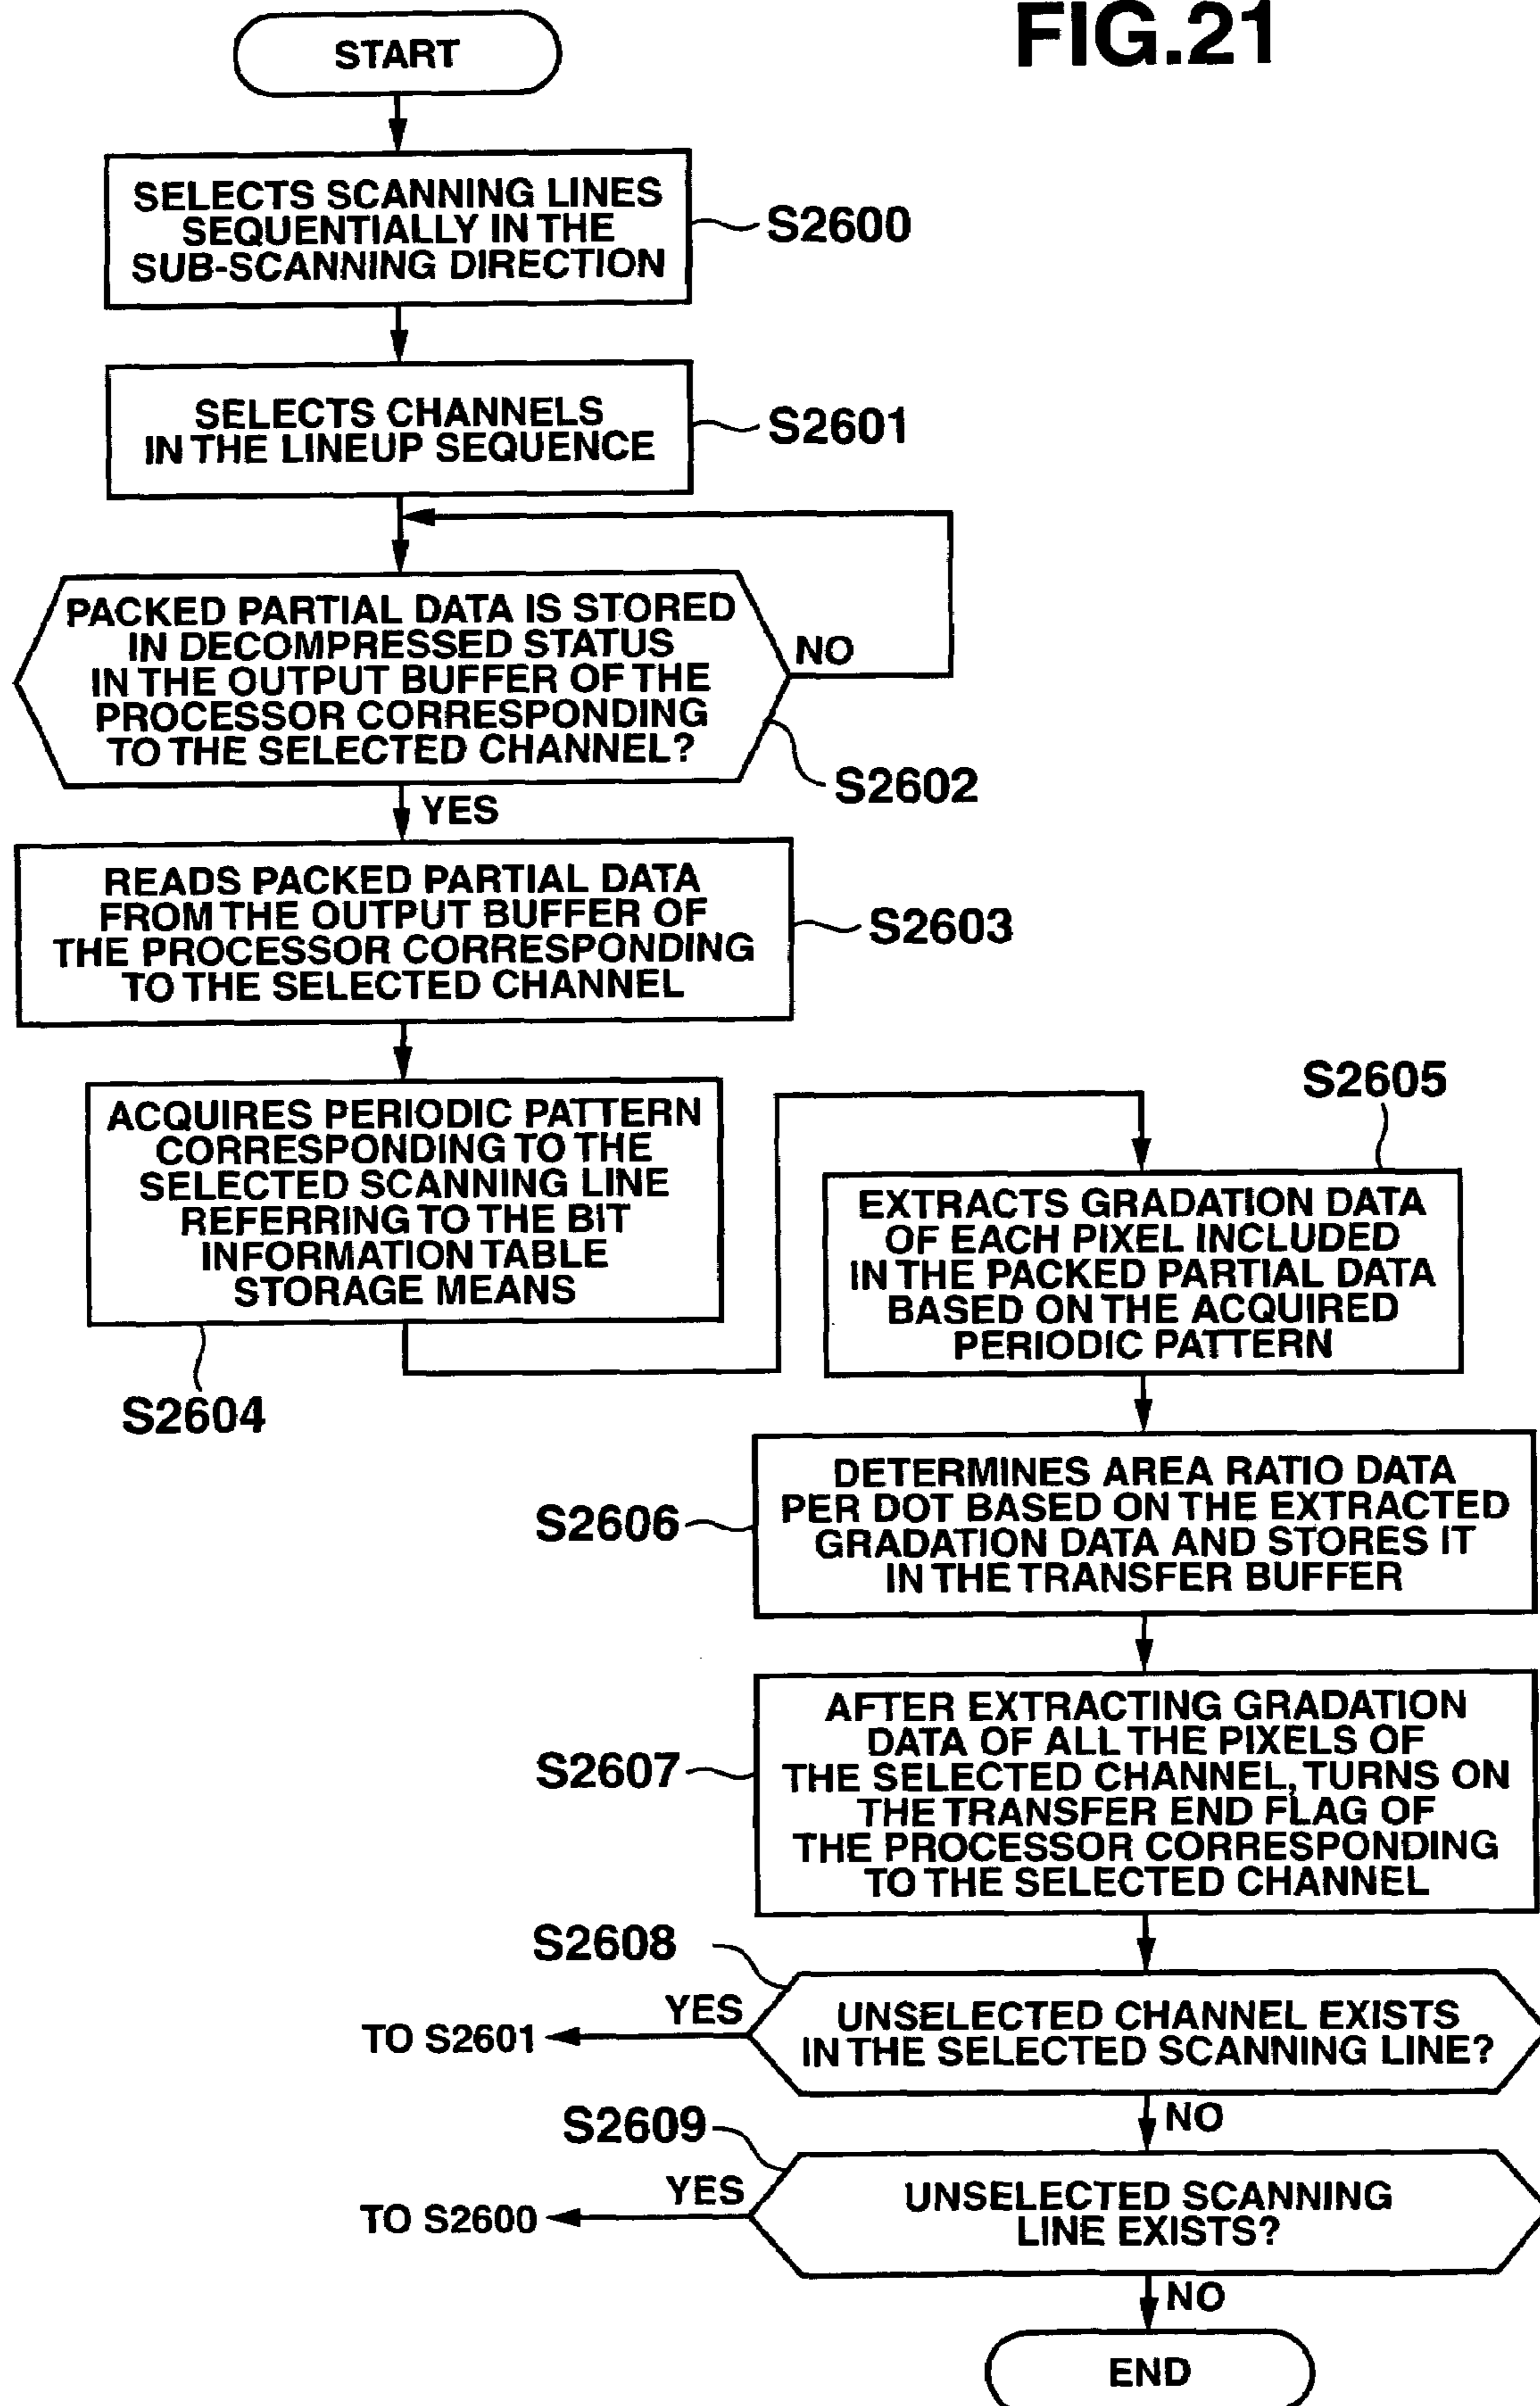 FIG.21
START
SELECTS SCANNING LINES
SEQUENTIALLY IN THE
SUB-SCANNING DIRECTION
S2600
SELECTS CHANNELS
IN THE LINEUP SEQUENCE
S2601
PACKED PARTIAL DATA IS STORED
IN DECOMPRESSED STATUS
IN THE OUTPUT BUFFER OF THE
PROCESSOR CORRESPONDING
TO THE SELECTED CHANNEL?
NO
S2602
YES
READS PACKED PARTIAL DATA
FROM THE OUTPUT BUFFER OF
THE PROCESSOR CORRESPONDING
TO THE SELECTED CHANNEL
S2603
ACQUIRES PERIODIC PATTERN
CORRESPONDING TO THE
SELECTED SCANNING LINE
REFERRING TO THE BIT
INFORMATION TABLE
STORAGE MEANS
S2604
S2605
EXTRACTS GRADATION DATA
OF EACH PIXEL INCLUDED
IN THE PACKED PARTIAL DATA
BASED ON THE ACQUIRED
PERIODIC PATTERN
S2606
DETERMINES AREA RATIO DATA
PER DOT BASED ON THE EXTRACTED
GRADATION DATA AND STORES IT
IN THE TRANSFER BUFFER
S2607
AFTER EXTRACTING GRADATION
DATA OF ALL THE PIXELS OF
THE SELECTED CHANNEL, TURNS ON
THE TRANSFER END FLAG OF
THE PROCESSOR CORRESPONDING
TO THE SELECTED CHANNEL
S2608
YES
TO S2601
UNSELECTED CHANNEL EXISTS
IN THE SELECTED SCANNING LINE?
NO
S2609
YES
TO S2600
UNSELECTED SCANNING
LINE EXISTS?
NO
END